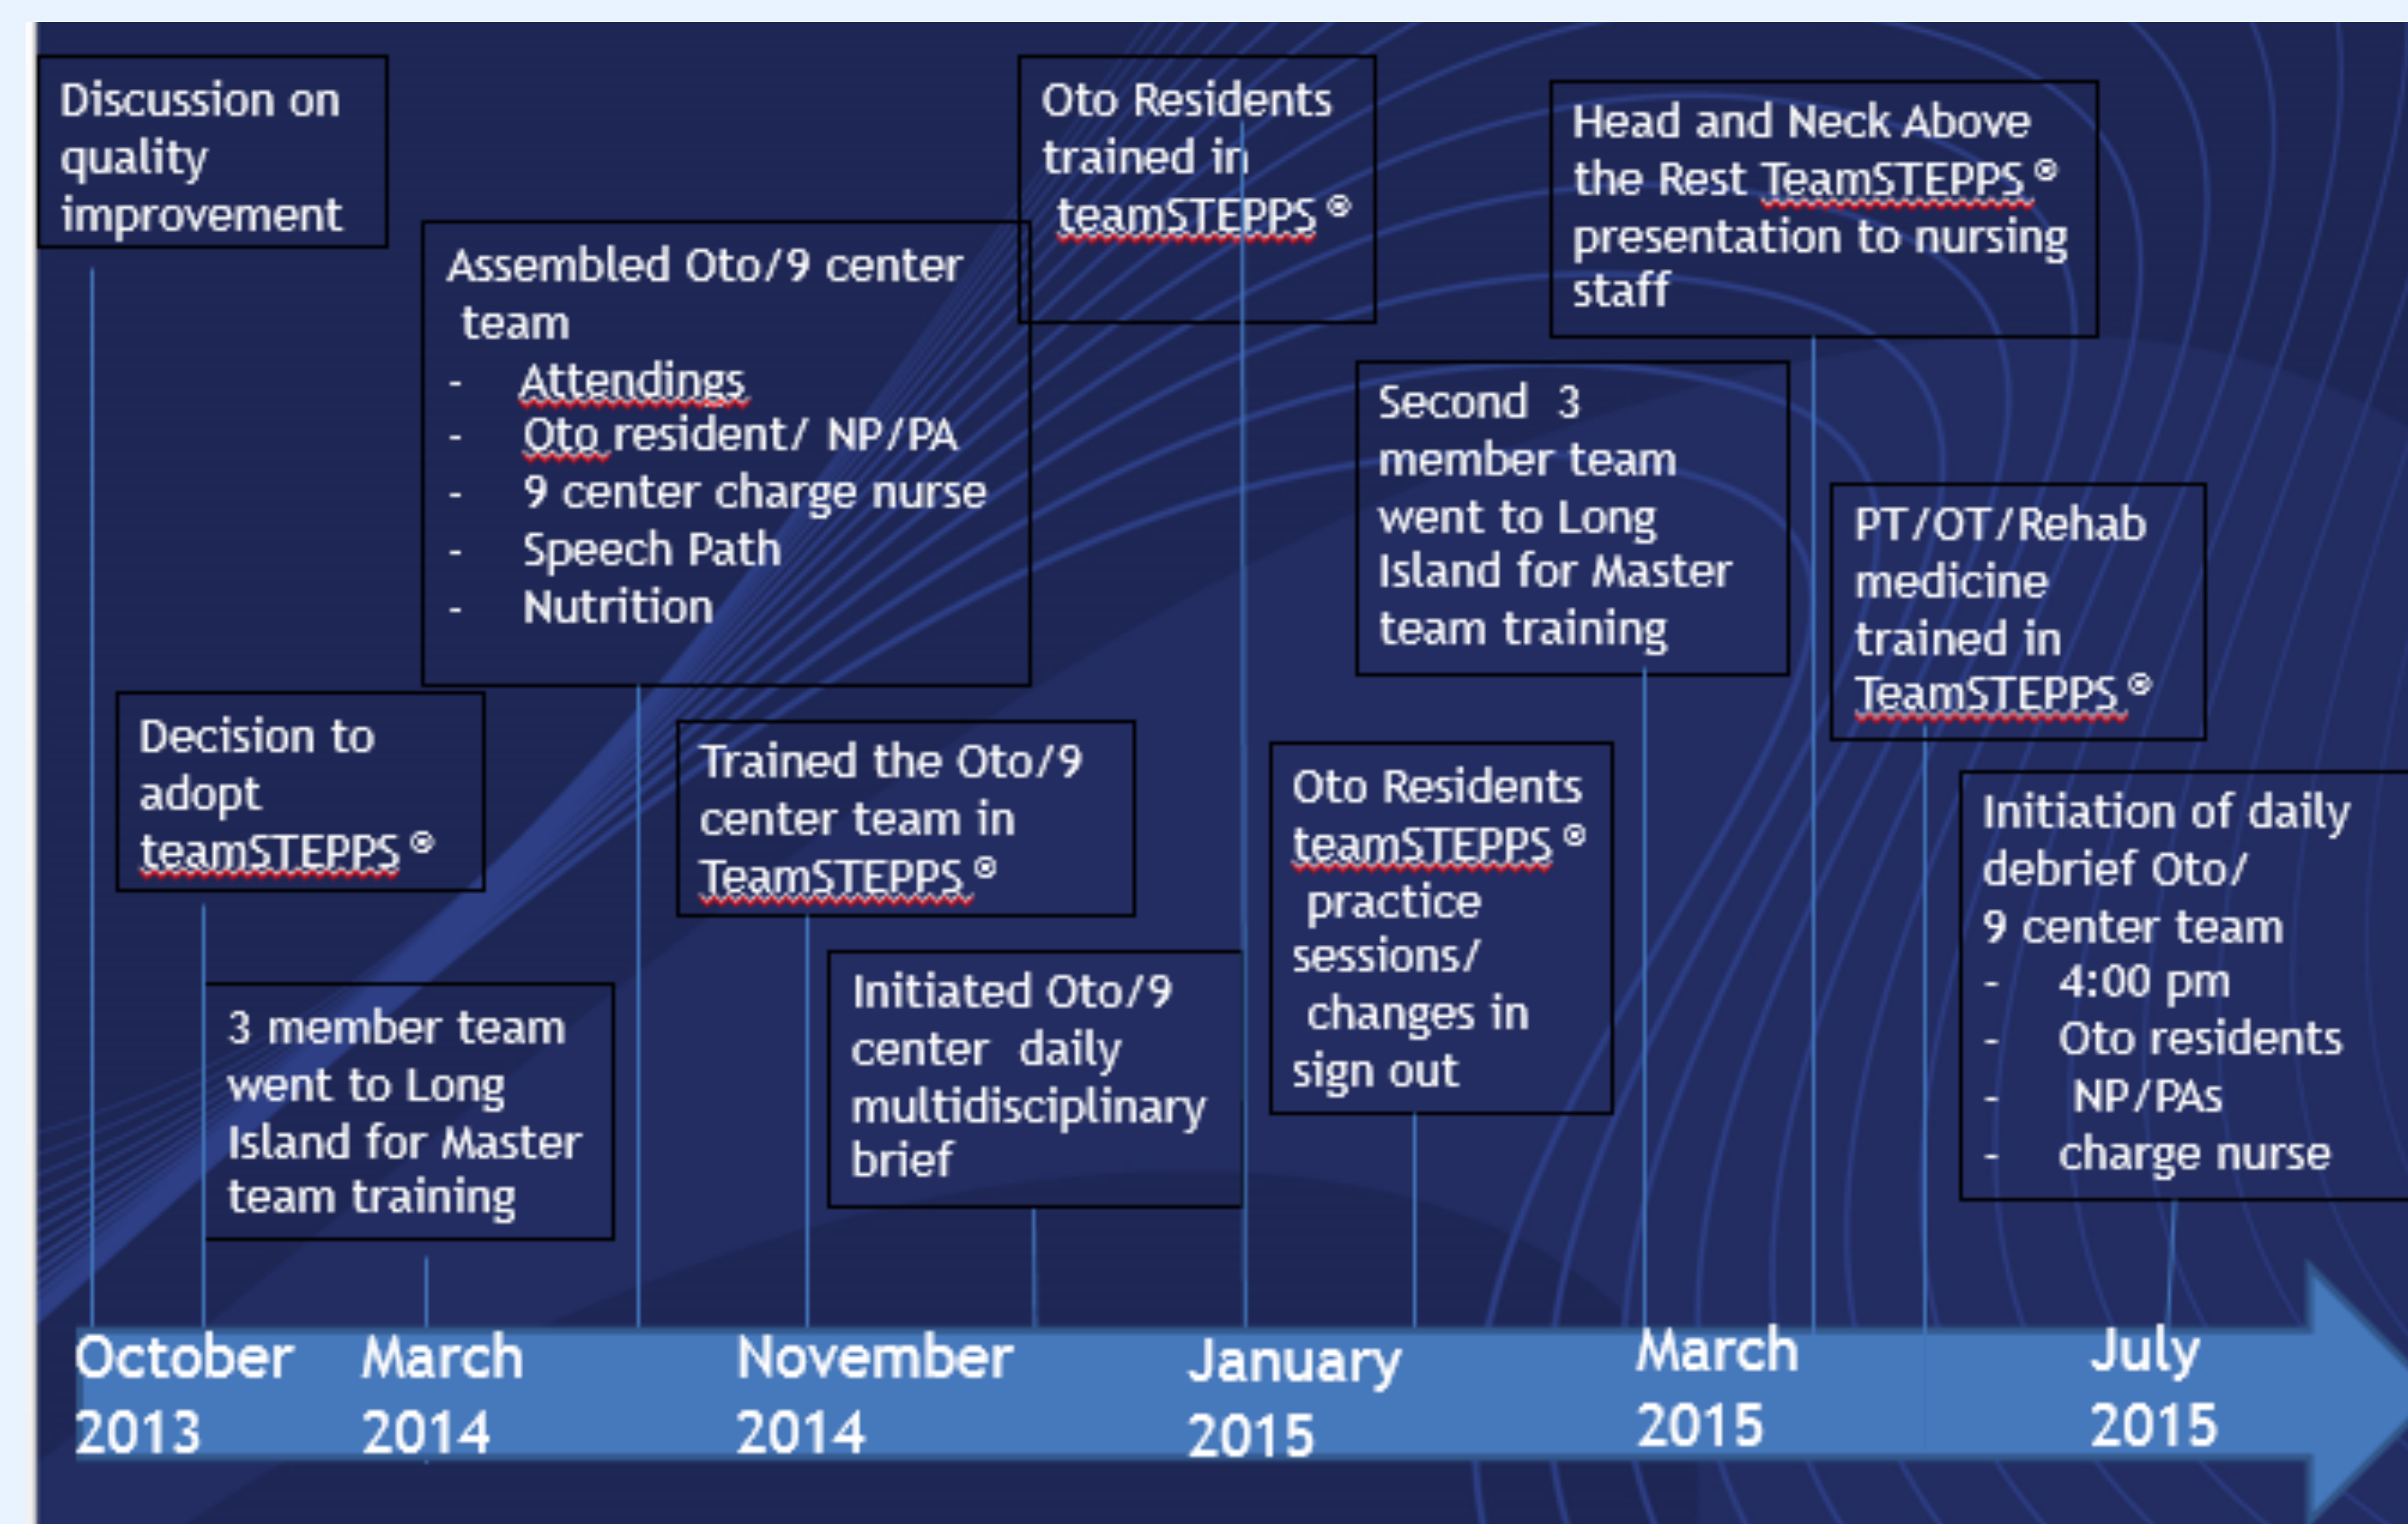 Discussion on
quality
improvement
Decision to
adopt
teamSTEPPS ®
3 member team
went to Long
Island for Master
team training
Assembled Oto/9 center
team
- Attendings
- Oto resident/ NP/PA
- 9 center charge nurse
- Speech Path
- Nutrition
Trained the Oto/9
center team in
TeamSTEPPS ®
Initiated Oto/9
center daily
multidisciplinary
brief
Oto Residents
trained in
teamSTEPPS ®
Oto Residents
teamSTEPPS ®
practice
sessions/
changes in
sign out
Second 3
member team
went to Long
Island for Master
team training
Head and Neck Above
the Rest TeamSTEPPS ®
presentation to nursing
staff
PT/OT/Rehab
medicine
trained in
TeamSTEPPS ®
Initiation of daily
debrief Oto/
9 center team
- 4:00 pm
- Oto residents
- NP/PAs
- charge nurse
October
2013
March
2014
November
2014
January
2015
March
2015
July
2015